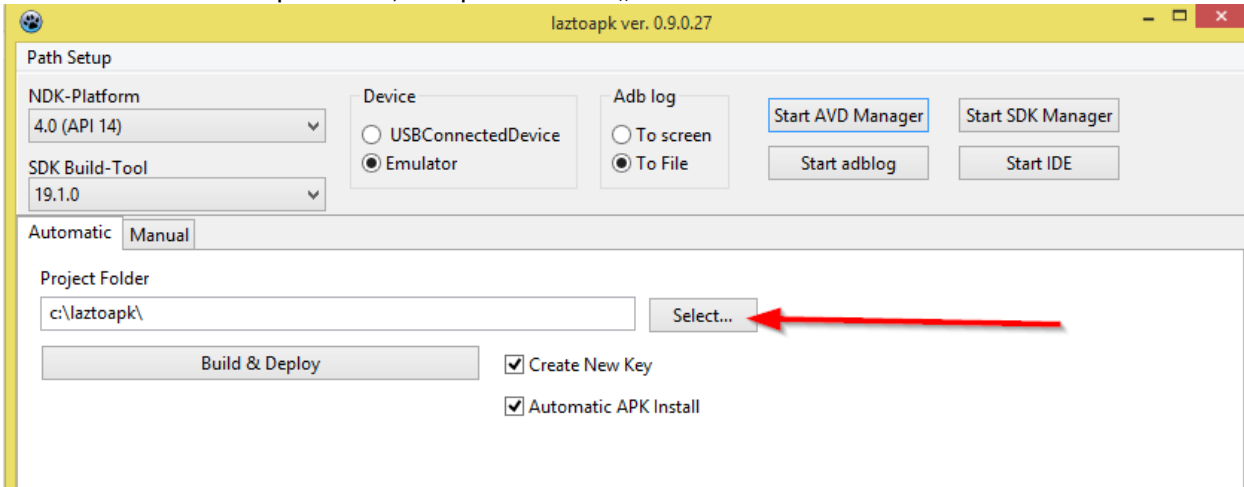 laztoapk ver. 0.9.0.27
Path Setup
NDK-Platform
4.0 (API 14)
SDK Build-Tool
19.1.0
Device
USBConnectedDevice
Emulator
Adb log
To screen
To File
Start AVD Manager
Start SDK Manager
Start adblog
Start IDE
Automatic
Manual
Project Folder
c:\laztoapk\
Select...
Build & Deploy
Create New Key
Automatic APK Install